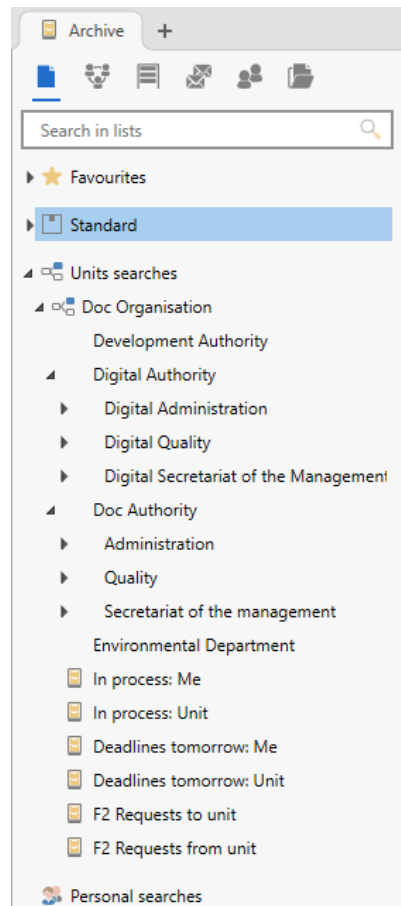 Archive +
Search in lists
Favourites
Standard
Units searches
Doc Organisation
Development Authority
Digital Authority
Digital Administration
Digital Quality
Digital Secretariat of the Management
Doc Authority
Administration
Quality
Secretariat of the management
Environmental Department
In process: Me
In process: Unit
Deadlines tomorrow: Me
Deadlines tomorrow: Unit
F2 Requests to unit
F2 Requests from unit
Personal searches